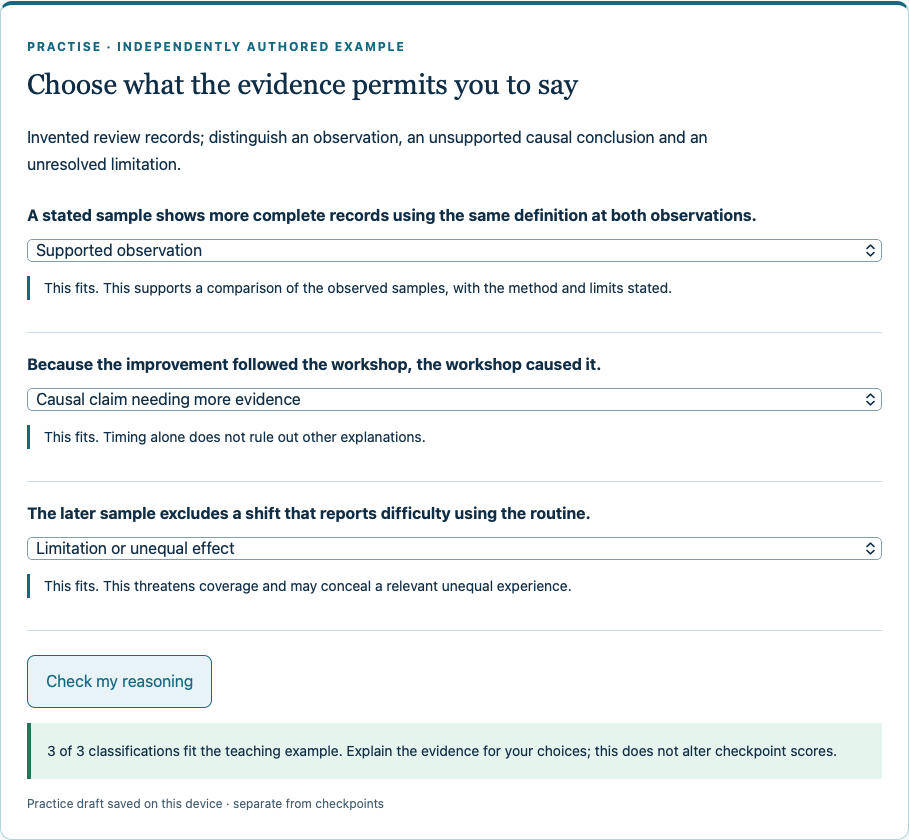 PRACTISE · INDEPENDENTLY AUTHORED EXAMPLE
Choose what the evidence permits you to say
Invented review records; distinguish an observation, an unsupported causal conclusion and an
unresolved limitation.
A stated sample shows more complete records using the same definition at both observations.
Supported observation
This fits. This supports a comparison of the observed samples, with the method and limits stated.
Because the improvement followed the workshop, the workshop caused it.
Causal claim needing more evidence
This fits. Timing alone does not rule out other explanations.
The later sample excludes a shift that reports difficulty using the routine.
Limitation or unequal effect
This fits. This threatens coverage and may conceal a relevant unequal experience.
Check my reasoning
3 of 3 classifications fit the teaching example. Explain the evidence for your choices; this does not alter checkpoint scores.
Practice draft saved on this device · separate from checkpoints